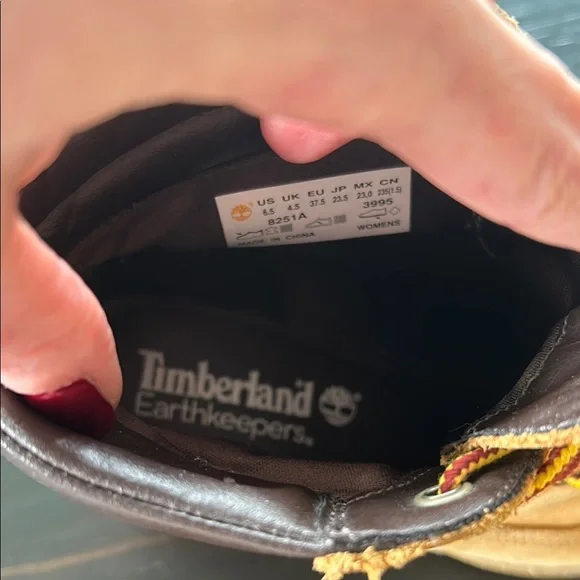 US UK EU JP MX CN
6.5 4.5 37.5 23.5 23.0 235(1.5)
8251A 3995
MADE IN CHINA WOMENS
Timberland
Earthkeepers